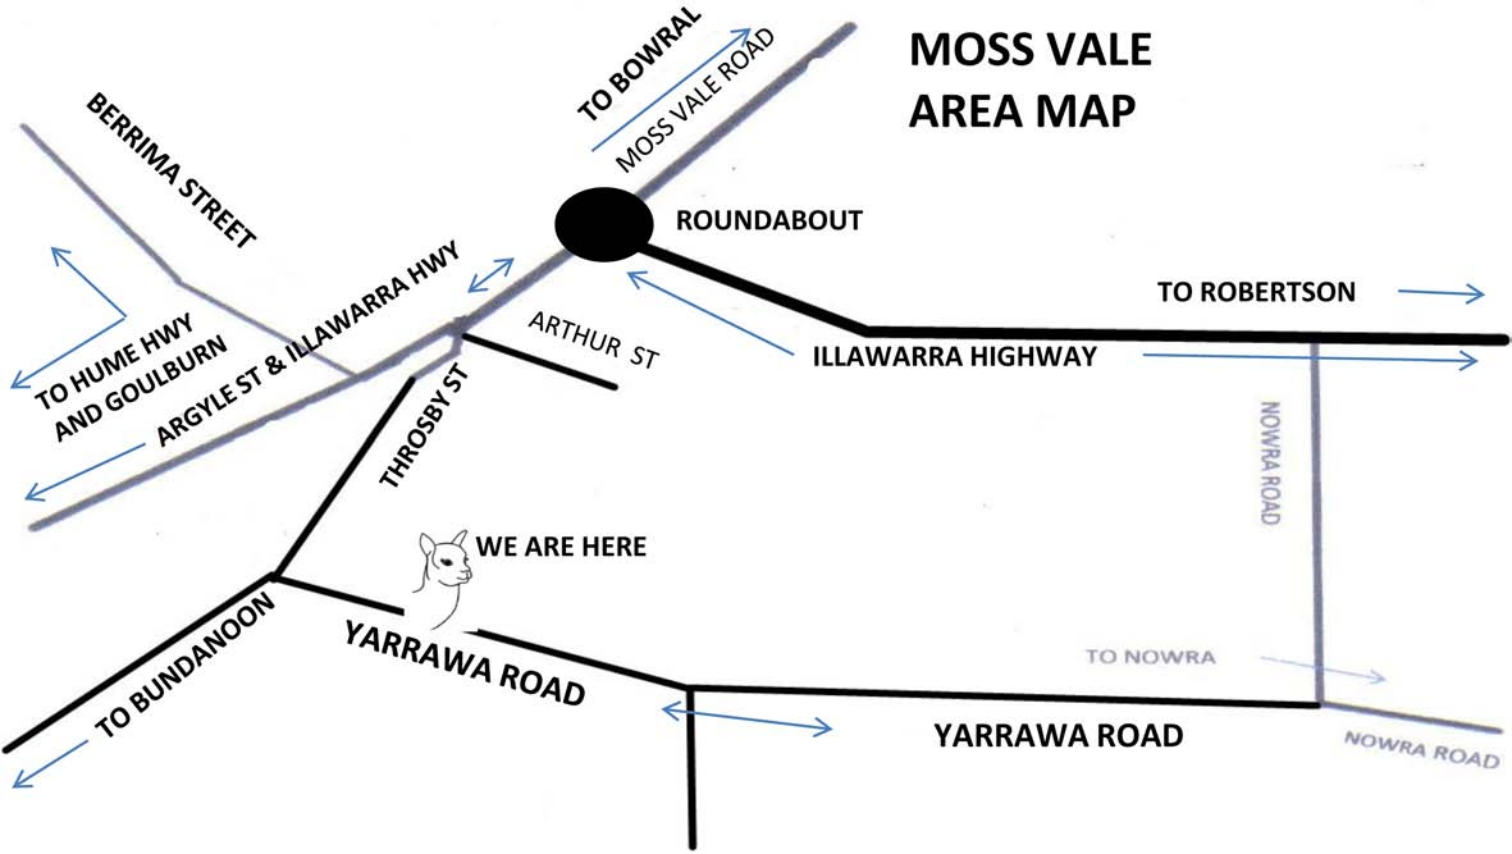 MOSS VALE
AREA MAP
TO BOWRAL
MOSS VALE ROAD
BERRIMA STREET
ROUNDABOUT
TO ROBERTSON
ILLAWARRA HIGHWAY
ARTHUR ST
ARGYLE ST & ILLAWARRA HWY
TO HUME HWY
AND GOULBURN
THROSBY ST
NOWRA ROAD
WE ARE HERE
YARRAWA ROAD
TO BUNDANOON
TO NOWRA
YARRAWA ROAD
NOWRA ROAD